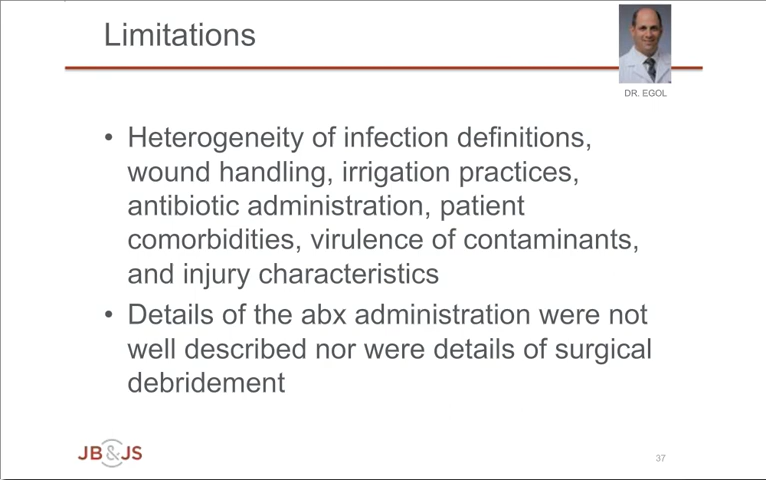 Limitations
DR. EGOL
• Heterogeneity of infection definitions,
wound handling, irrigation practices,
antibiotic administration, patient
comorbidities, virulence of contaminants,
and injury characteristics
• Details of the abx administration were not
well described nor were details of surgical
debridement
JB&JS
37